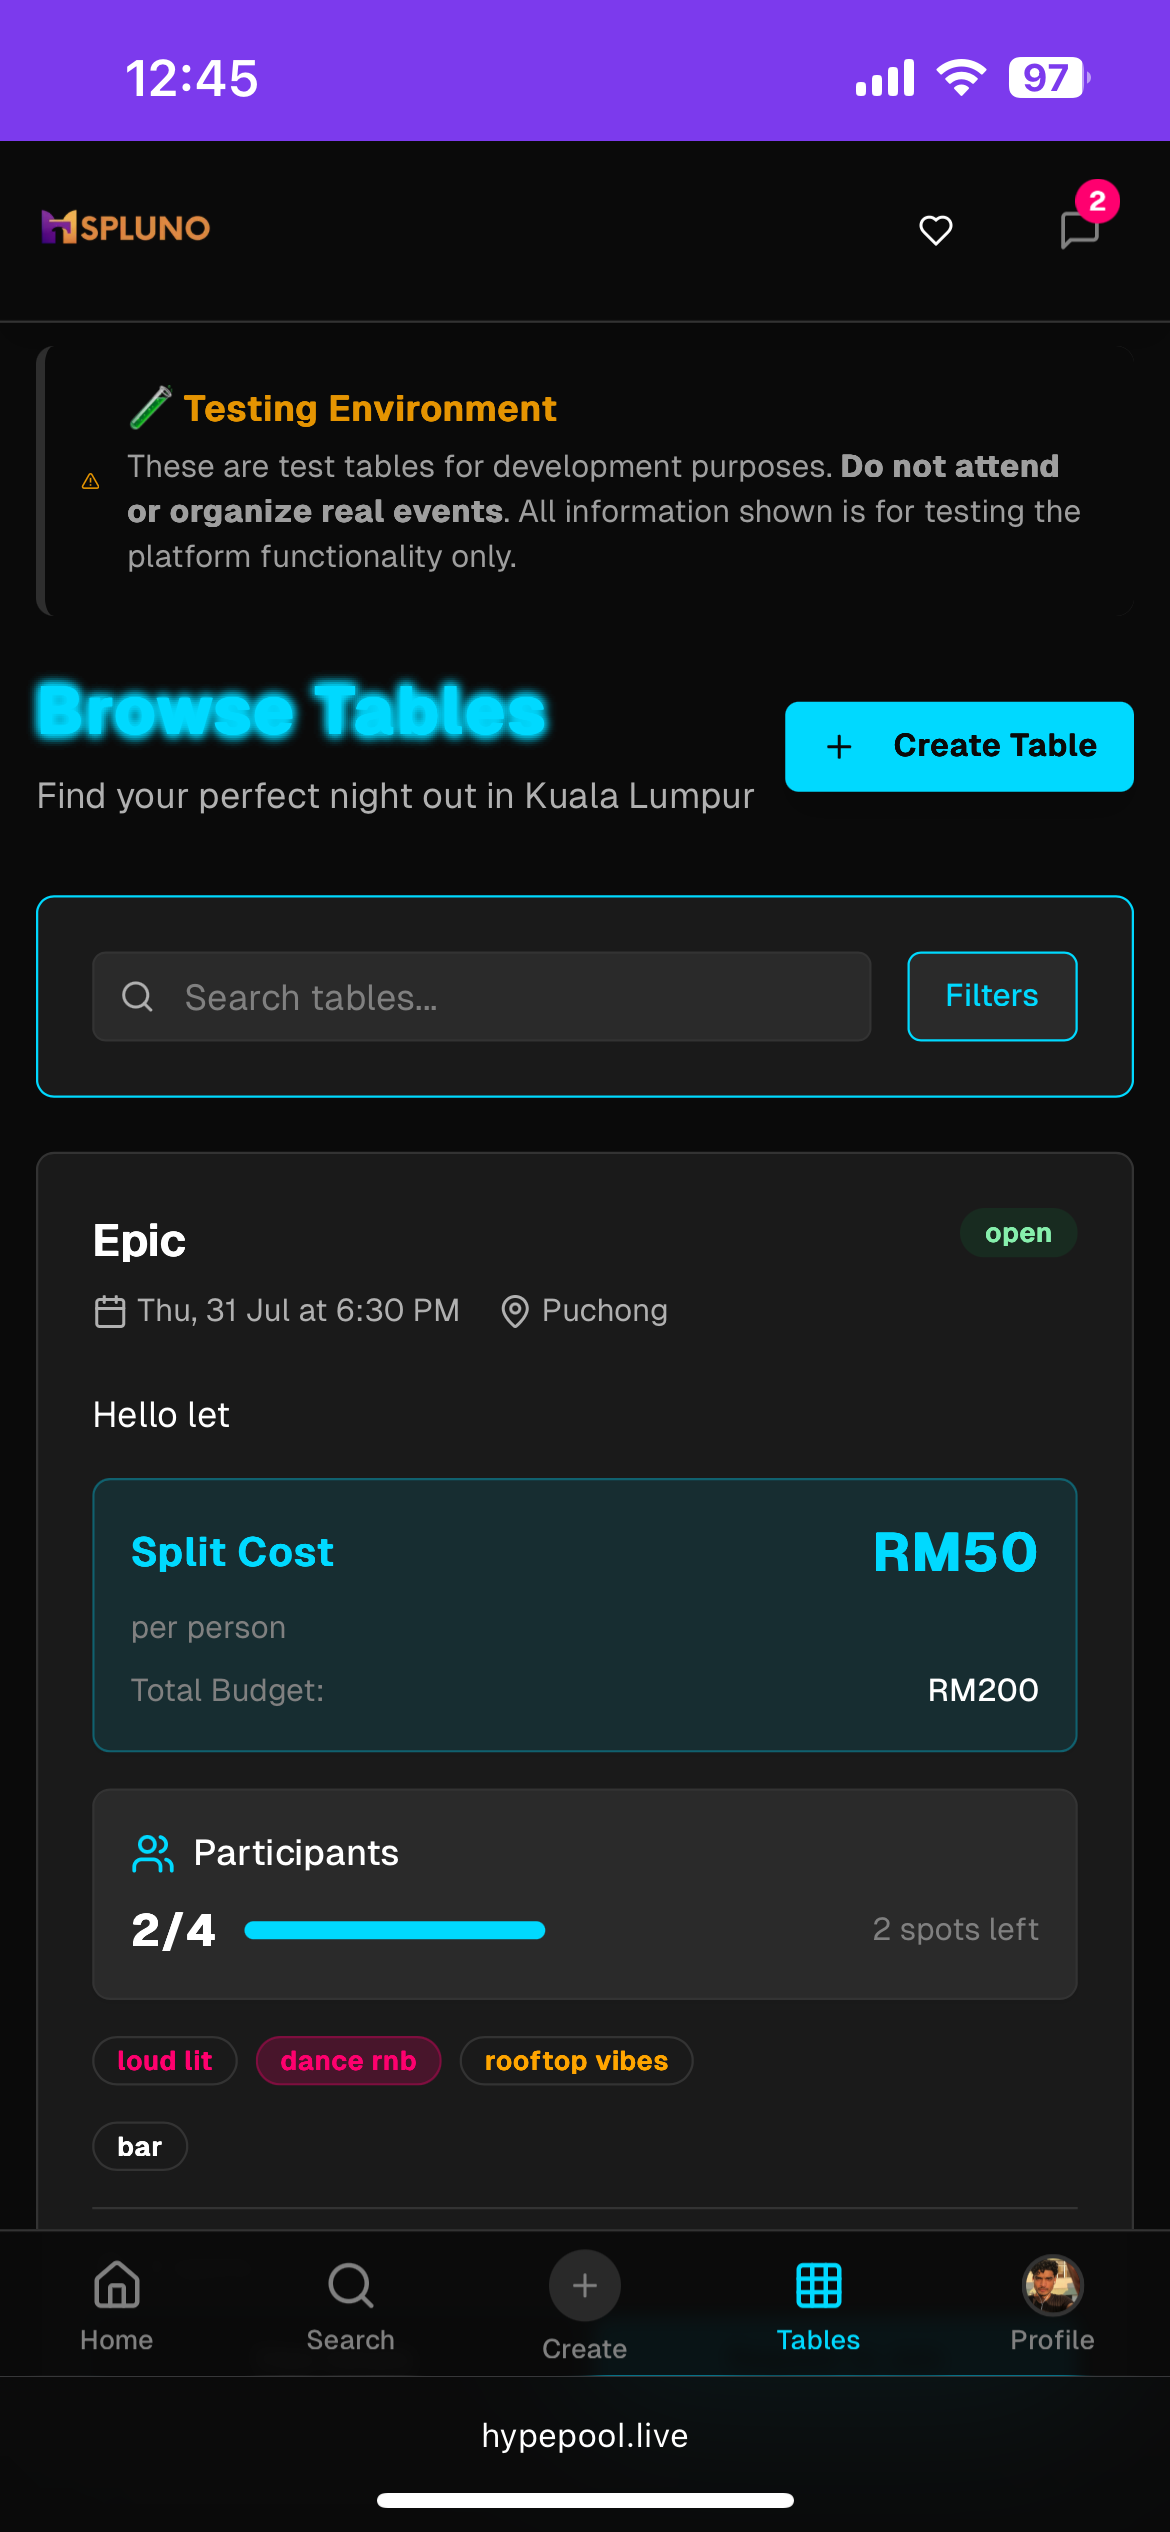 12:45
97
SPLUNO
2
Testing Environment
These are test tables for development purposes. Do not attend
or organize real events. All information shown is for testing the
platform functionality only.
Browse Tables
Create Table
Find your perfect night out in Kuala Lumpur
Search tables...
Filters
Epic
open
Thu, 31 Jul at 6:30 PM
Puchong
Hello let
Split Cost
RM50
per person
Total Budget:
RM200
Participants
2/4
2 spots left
loud lit
dance rnb
rooftop vibes
bar
Home
Search
Create
Tables
Profile
hypepool.live